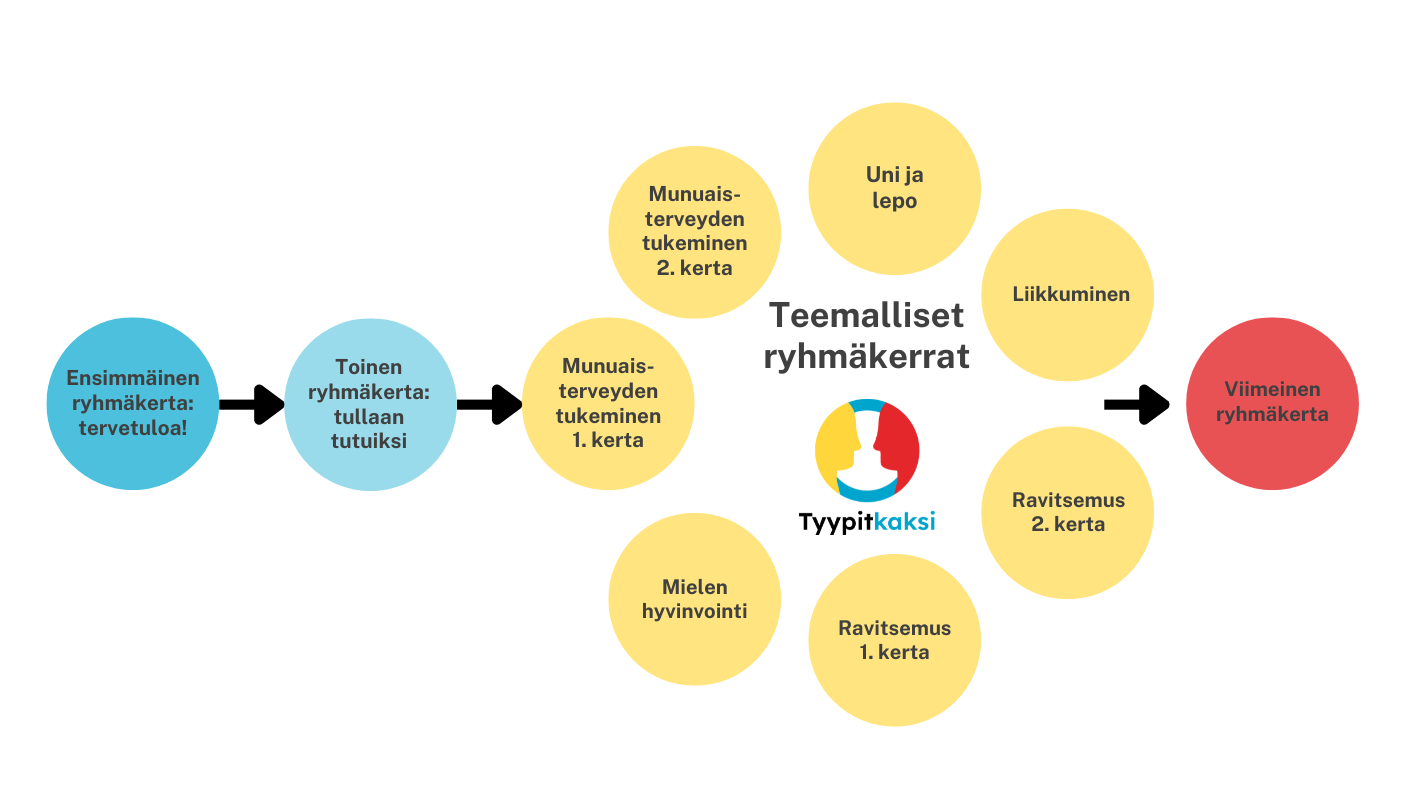 Ensimmäinen
ryhmäkerta:
tervetuloa!
Toinen
ryhmäkerta:
tullaan
tutuiksi
Munuais-
terveyden
tukeminen
1. kerta
Munuais-
terveyden
tukeminen
2. kerta
Uni ja
lepo
Liikkuminen
Teemalliset
ryhmäkerrat
Tyypitkaksi
Mielen
hyvinvointi
Ravitsemus
1. kerta
Ravitsemus
2. kerta
Viimeinen
ryhmäkerta